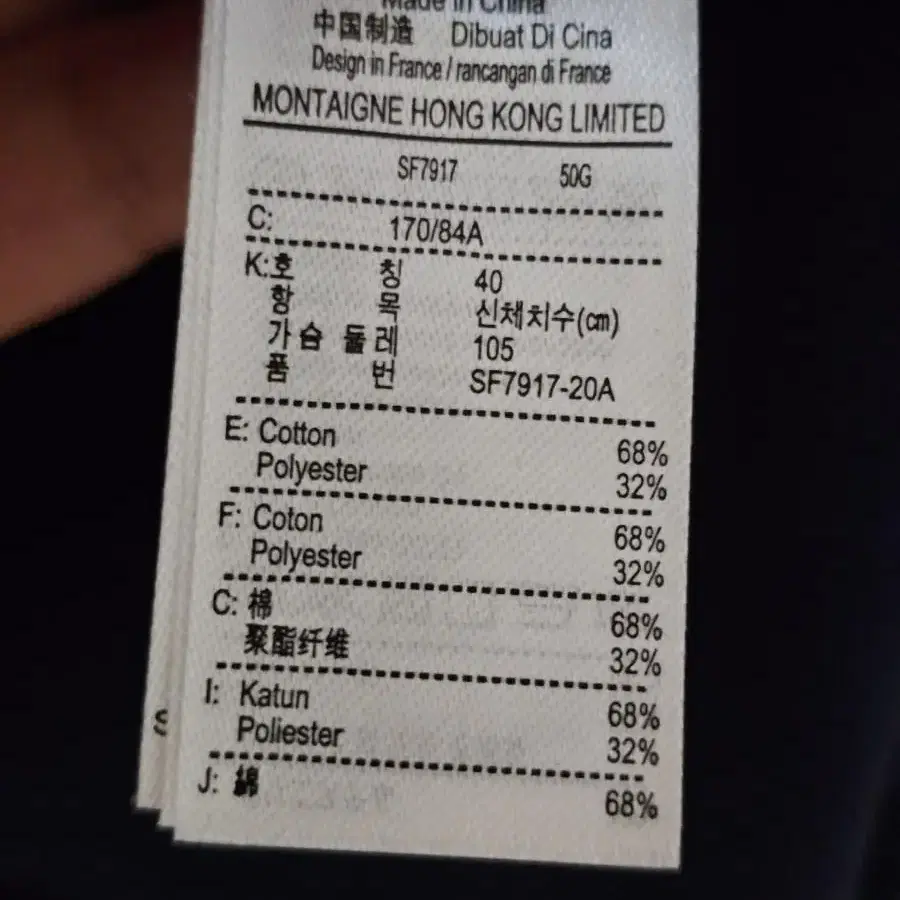 Made in China
中国制造 Dibuat Di Cina
Design in France / rancangan di France
MONTAIGNE HONG KONG LIMITED
SF7917 50G
C: 170/84A
K:호 칭 40
항 목 신체치수(cm)
가슴 둘레 105
품 번 SF7917-20A
E: Cotton 68%
Polyester 32%
F: Coton 68%
Polyester 32%
C: 棉 68%
聚酯纤维 32%
I: Katun 68%
Poliester 32%
J: 綿 68%
S